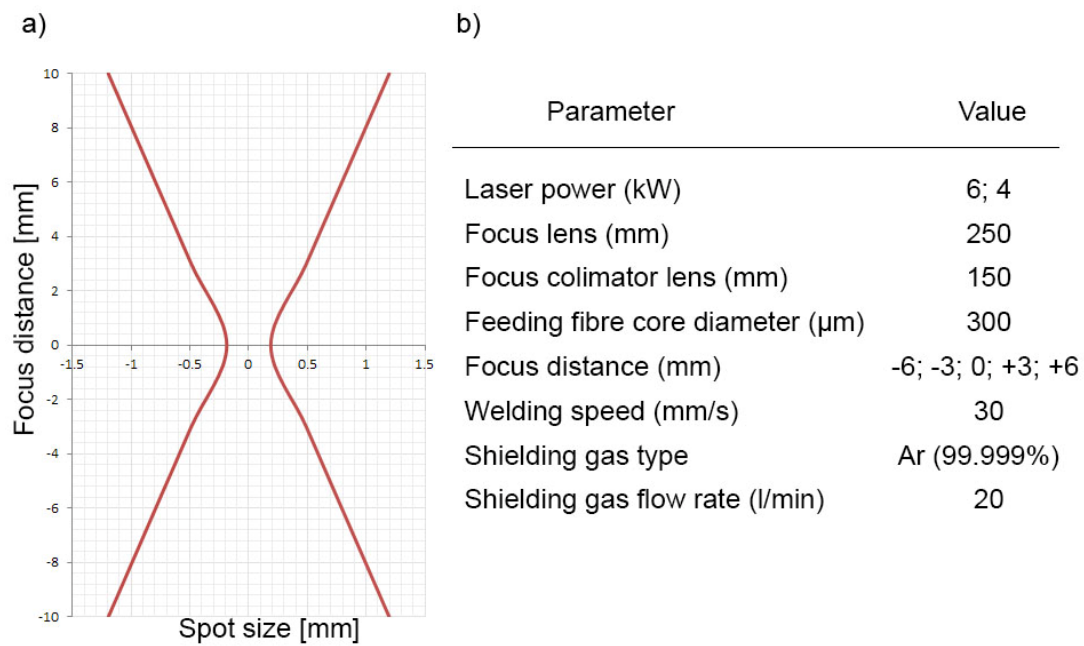 a)
10
8
6
4
2
0
-2
-4
-6
-8
-10
-1.5 -1 -0.5 0 0.5 1 1.5
Focus distance [mm]
Spot size [mm]
b)
Parameter Value
Laser power (kW) 6; 4
Focus lens (mm) 250
Focus colimator lens (mm) 150
Feeding fibre core diameter (µm) 300
Focus distance (mm) -6; -3; 0; +3; +6
Welding speed (mm/s) 30
Shielding gas type Ar (99.999%)
Shielding gas flow rate (l/min) 20